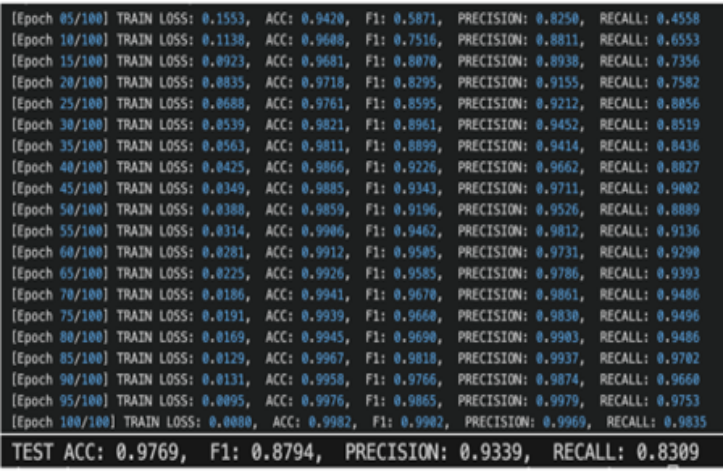 [Epoch 05/100] TRAIN LOSS: 0.1553, ACC: 0.9420, F1: 0.5871, PRECISION: 0.8250, RECALL: 0.4558
[Epoch 10/100] TRAIN LOSS: 0.1138, ACC: 0.9608, F1: 0.7516, PRECISION: 0.8811, RECALL: 0.6553
[Epoch 15/100] TRAIN LOSS: 0.0923, ACC: 0.9681, F1: 0.8070, PRECISION: 0.8938, RECALL: 0.7356
[Epoch 20/100] TRAIN LOSS: 0.0835, ACC: 0.9718, F1: 0.8295, PRECISION: 0.9155, RECALL: 0.7582
[Epoch 25/100] TRAIN LOSS: 0.0688, ACC: 0.9761, F1: 0.8595, PRECISION: 0.9212, RECALL: 0.8056
[Epoch 30/100] TRAIN LOSS: 0.0539, ACC: 0.9821, F1: 0.8961, PRECISION: 0.9452, RECALL: 0.8519
[Epoch 35/100] TRAIN LOSS: 0.0563, ACC: 0.9811, F1: 0.8899, PRECISION: 0.9414, RECALL: 0.8436
[Epoch 40/100] TRAIN LOSS: 0.0425, ACC: 0.9866, F1: 0.9226, PRECISION: 0.9662, RECALL: 0.8827
[Epoch 45/100] TRAIN LOSS: 0.0349, ACC: 0.9885, F1: 0.9343, PRECISION: 0.9711, RECALL: 0.9002
[Epoch 50/100] TRAIN LOSS: 0.0388, ACC: 0.9859, F1: 0.9196, PRECISION: 0.9526, RECALL: 0.8889
[Epoch 55/100] TRAIN LOSS: 0.0314, ACC: 0.9906, F1: 0.9462, PRECISION: 0.9812, RECALL: 0.9136
[Epoch 60/100] TRAIN LOSS: 0.0281, ACC: 0.9912, F1: 0.9505, PRECISION: 0.9731, RECALL: 0.9290
[Epoch 65/100] TRAIN LOSS: 0.0225, ACC: 0.9926, F1: 0.9585, PRECISION: 0.9786, RECALL: 0.9393
[Epoch 70/100] TRAIN LOSS: 0.0186, ACC: 0.9941, F1: 0.9670, PRECISION: 0.9861, RECALL: 0.9486
[Epoch 75/100] TRAIN LOSS: 0.0191, ACC: 0.9939, F1: 0.9660, PRECISION: 0.9830, RECALL: 0.9496
[Epoch 80/100] TRAIN LOSS: 0.0169, ACC: 0.9945, F1: 0.9690, PRECISION: 0.9903, RECALL: 0.9486
[Epoch 85/100] TRAIN LOSS: 0.0129, ACC: 0.9967, F1: 0.9818, PRECISION: 0.9937, RECALL: 0.9702
[Epoch 90/100] TRAIN LOSS: 0.0131, ACC: 0.9958, F1: 0.9766, PRECISION: 0.9874, RECALL: 0.9660
[Epoch 95/100] TRAIN LOSS: 0.0095, ACC: 0.9976, F1: 0.9865, PRECISION: 0.9979, RECALL: 0.9753
[Epoch 100/100] TRAIN LOSS: 0.0080, ACC: 0.9982, F1: 0.9902, PRECISION: 0.9969, RECALL: 0.9835
TEST ACC: 0.9769, F1: 0.8794, PRECISION: 0.9339, RECALL: 0.8309